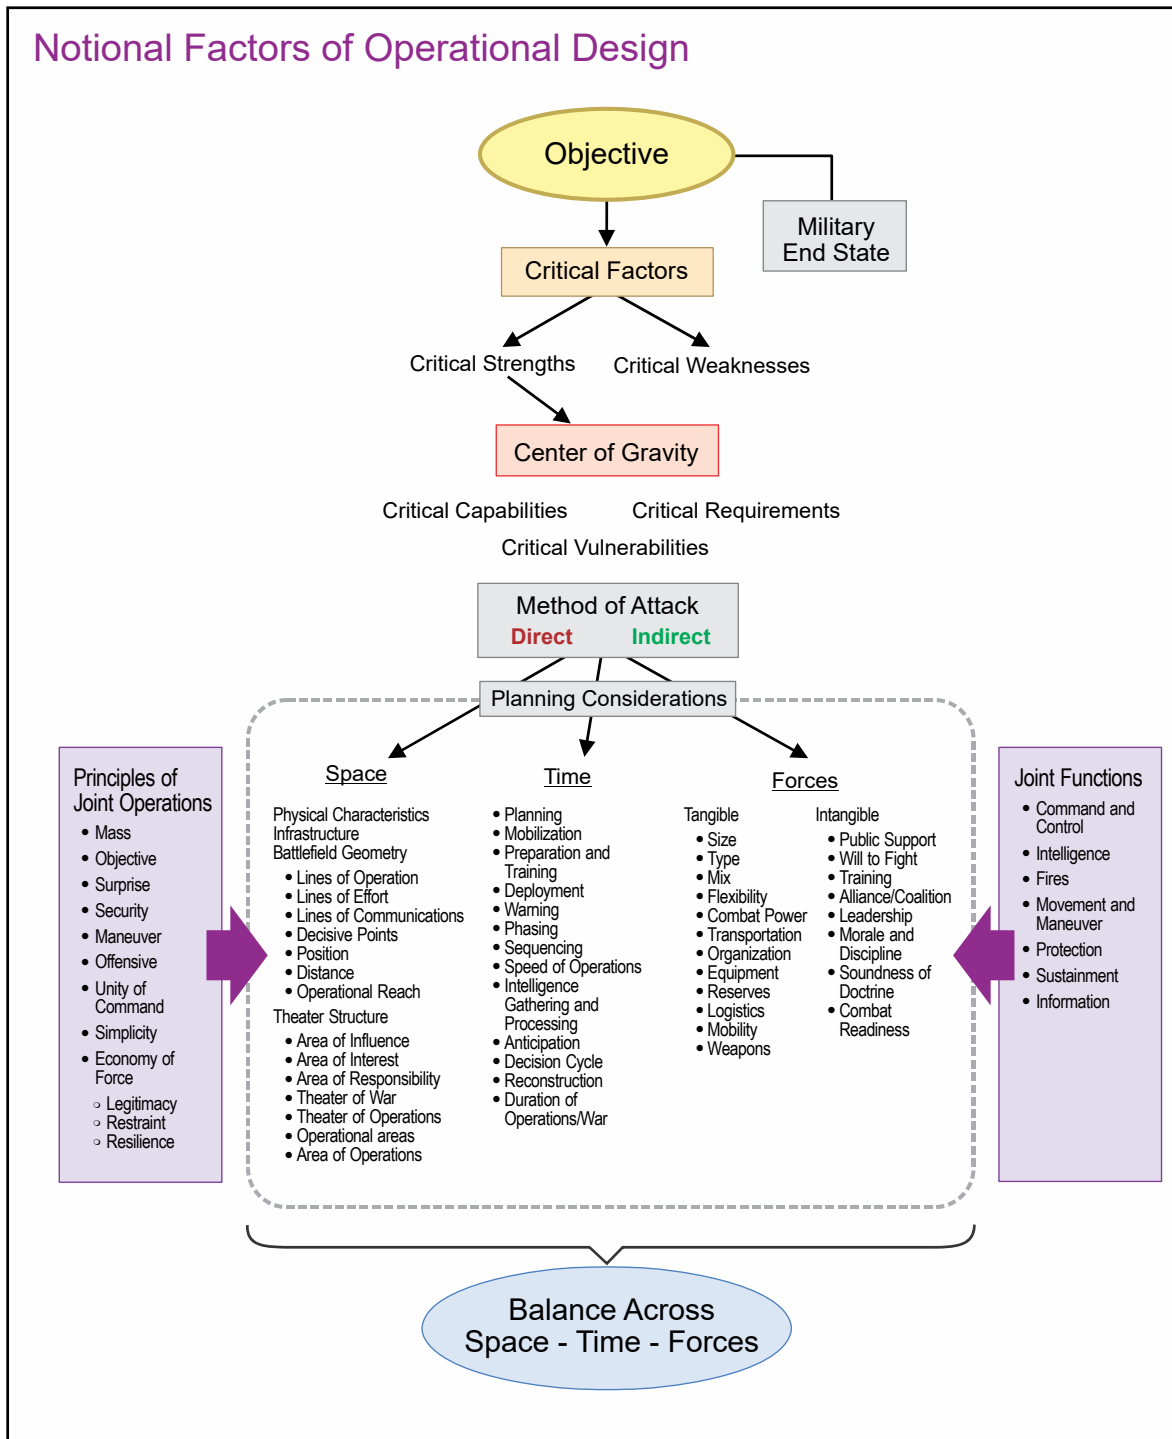 Notional Factors of Operational Design
Objective
Military
End State
Critical Factors
Critical Strengths
Critical Weaknesses
Center of Gravity
Critical Capabilities
Critical Requirements
Critical Vulnerabilities
Method of Attack
Direct
Indirect
Planning Considerations
Principles of
Joint Operations
• Mass
• Objective
• Surprise
• Security
• Maneuver
• Offensive
• Unity of
Command
• Simplicity
• Economy of
Force
○ Legitimacy
○ Restraint
○ Resilience
Space
Physical Characteristics
Infrastructure
Battlefield Geometry
• Lines of Operation
• Lines of Effort
• Lines of Communications
• Decisive Points
• Position
• Distance
• Operational Reach
Theater Structure
• Area of Influence
• Area of Interest
• Area of Responsibility
• Theater of War
• Theater of Operations
• Operational areas
• Area of Operations
Time
• Planning
• Mobilization
• Preparation and
Training
• Deployment
• Warning
• Phasing
• Sequencing
• Speed of Operations
• Intelligence
Gathering and
Processing
• Anticipation
• Decision Cycle
• Reconstruction
• Duration of
Operations/War
Forces
Tangible
• Size
• Type
• Mix
• Flexibility
• Combat Power
• Transportation
• Organization
• Equipment
• Reserves
• Logistics
• Mobility
• Weapons
Intangible
• Public Support
• Will to Fight
• Training
• Alliance/Coalition
• Leadership
• Morale and
Discipline
• Soundness of
Doctrine
• Combat
Readiness
Joint Functions
• Command and
Control
• Intelligence
• Fires
• Movement and
Maneuver
• Protection
• Sustainment
• Information
Balance Across
Space - Time - Forces